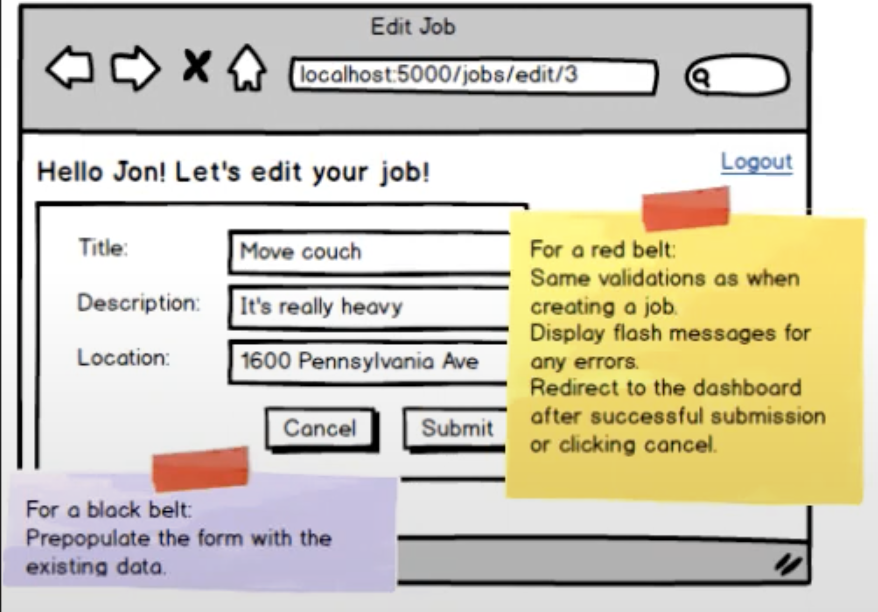 Edit Job
localhost:5000/jobs/edit/3
Hello Jon! Let's edit your job!
Logout
Title:
Move couch
Description:
It's really heavy
Location:
1600 Pennsylvania Ave
Cancel
Submit
For a red belt:
Same validations as when
creating a job.
Display flash messages for
any errors.
Redirect to the dashboard
after successful submission
or clicking cancel.
For a black belt:
Prepopulate the form with the
existing data.